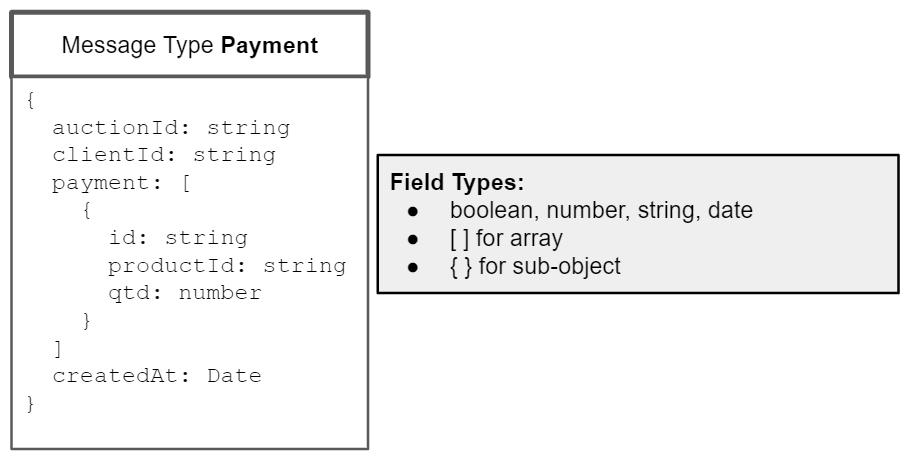 Message Type Payment
{
auctionId: string
clientId: string
payment: [
{
id: string
productId: string
qtd: number
}
]
createdAt: Date
}
Field Types:
● boolean, number, string, date
● [ ] for array
● { } for sub-object